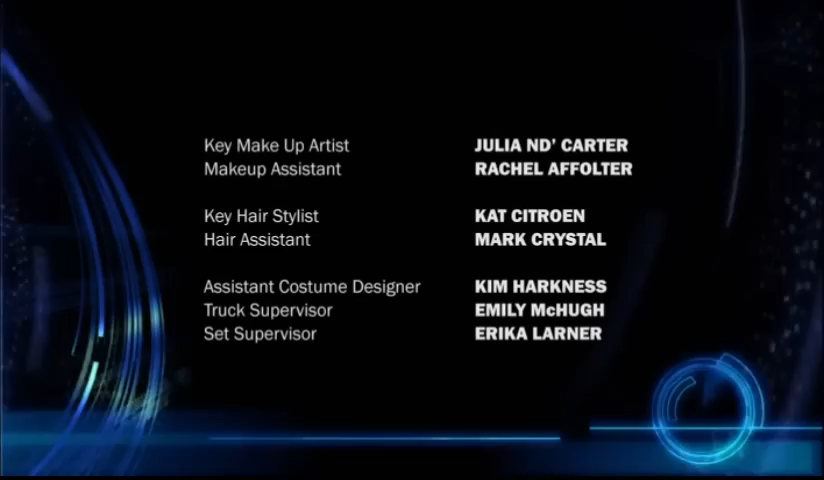 Key Make Up Artist JULIA ND' CARTER
Makeup Assistant RACHEL AFFOLTER
Key Hair Stylist KAT CITROEN
Hair Assistant MARK CRYSTAL
Assistant Costume Designer KIM HARKNESS
Truck Supervisor EMILY McHUGH
Set Supervisor ERIKA LARNER